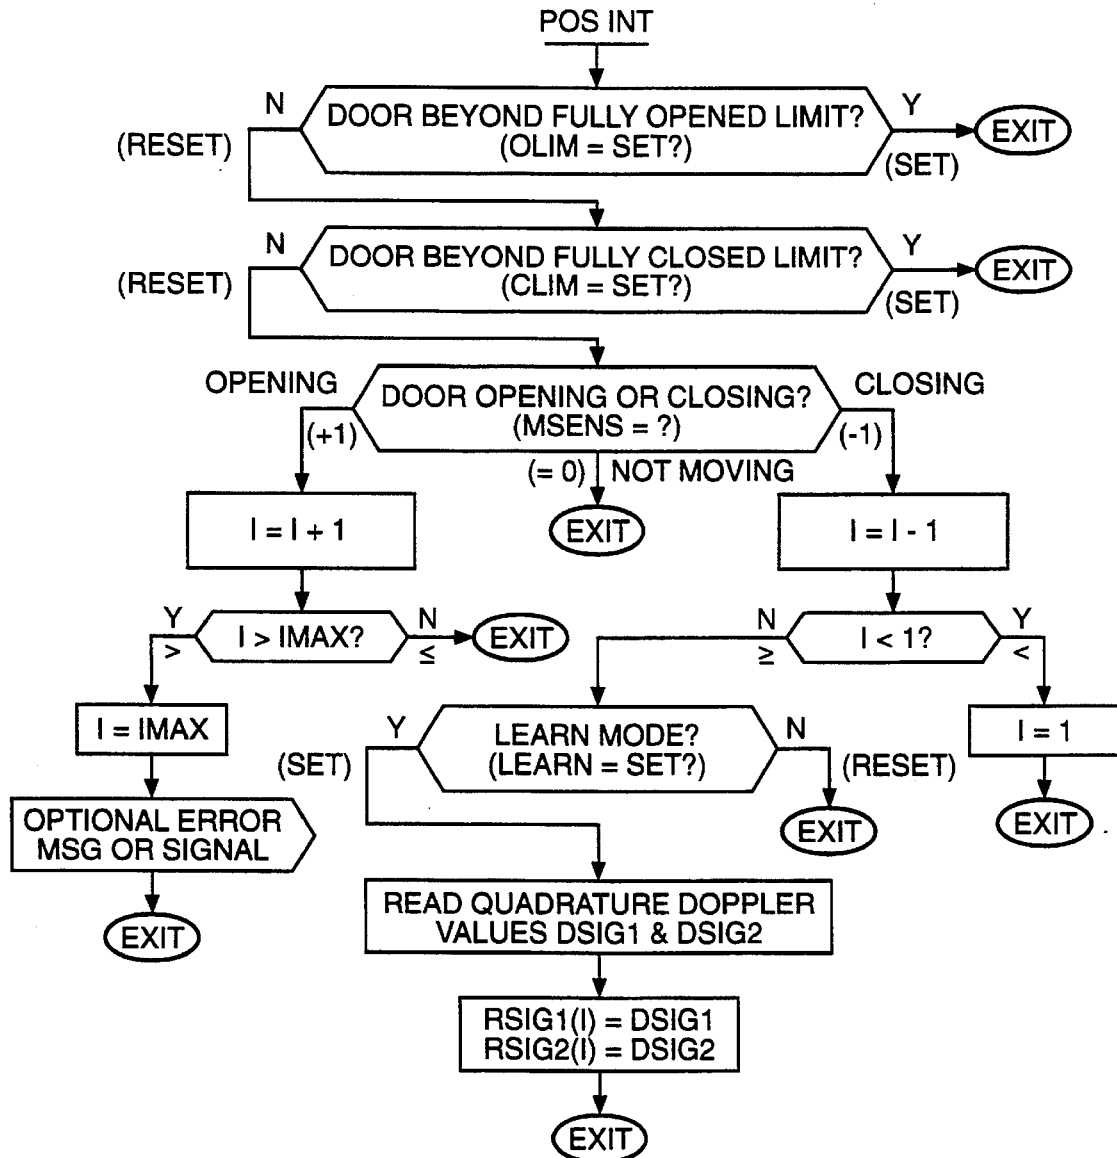 POS INT
N
DOOR BEYOND FULLY OPENED LIMIT?
Y
(RESET)
(OLIM = SET?)
(SET)
EXIT
N
DOOR BEYOND FULLY CLOSED LIMIT?
Y
(RESET)
(CLIM = SET?)
(SET)
EXIT
OPENING
DOOR OPENING OR CLOSING?
CLOSING
(+1)
(MSENS = ?)
(-1)
(= 0)
NOT MOVING
I = I + 1
EXIT
I = I - 1
Y
>
I > IMAX?
N
≤
EXIT
N
≥
I < 1?
Y
<
I = IMAX
Y
LEARN MODE?
N
I = 1
(SET)
(LEARN = SET?)
(RESET)
OPTIONAL ERROR
MSG OR SIGNAL
EXIT
EXIT
READ QUADRATURE DOPPLER
VALUES DSIG1 & DSIG2
EXIT
RSIG1(I) = DSIG1
RSIG2(I) = DSIG2
EXIT